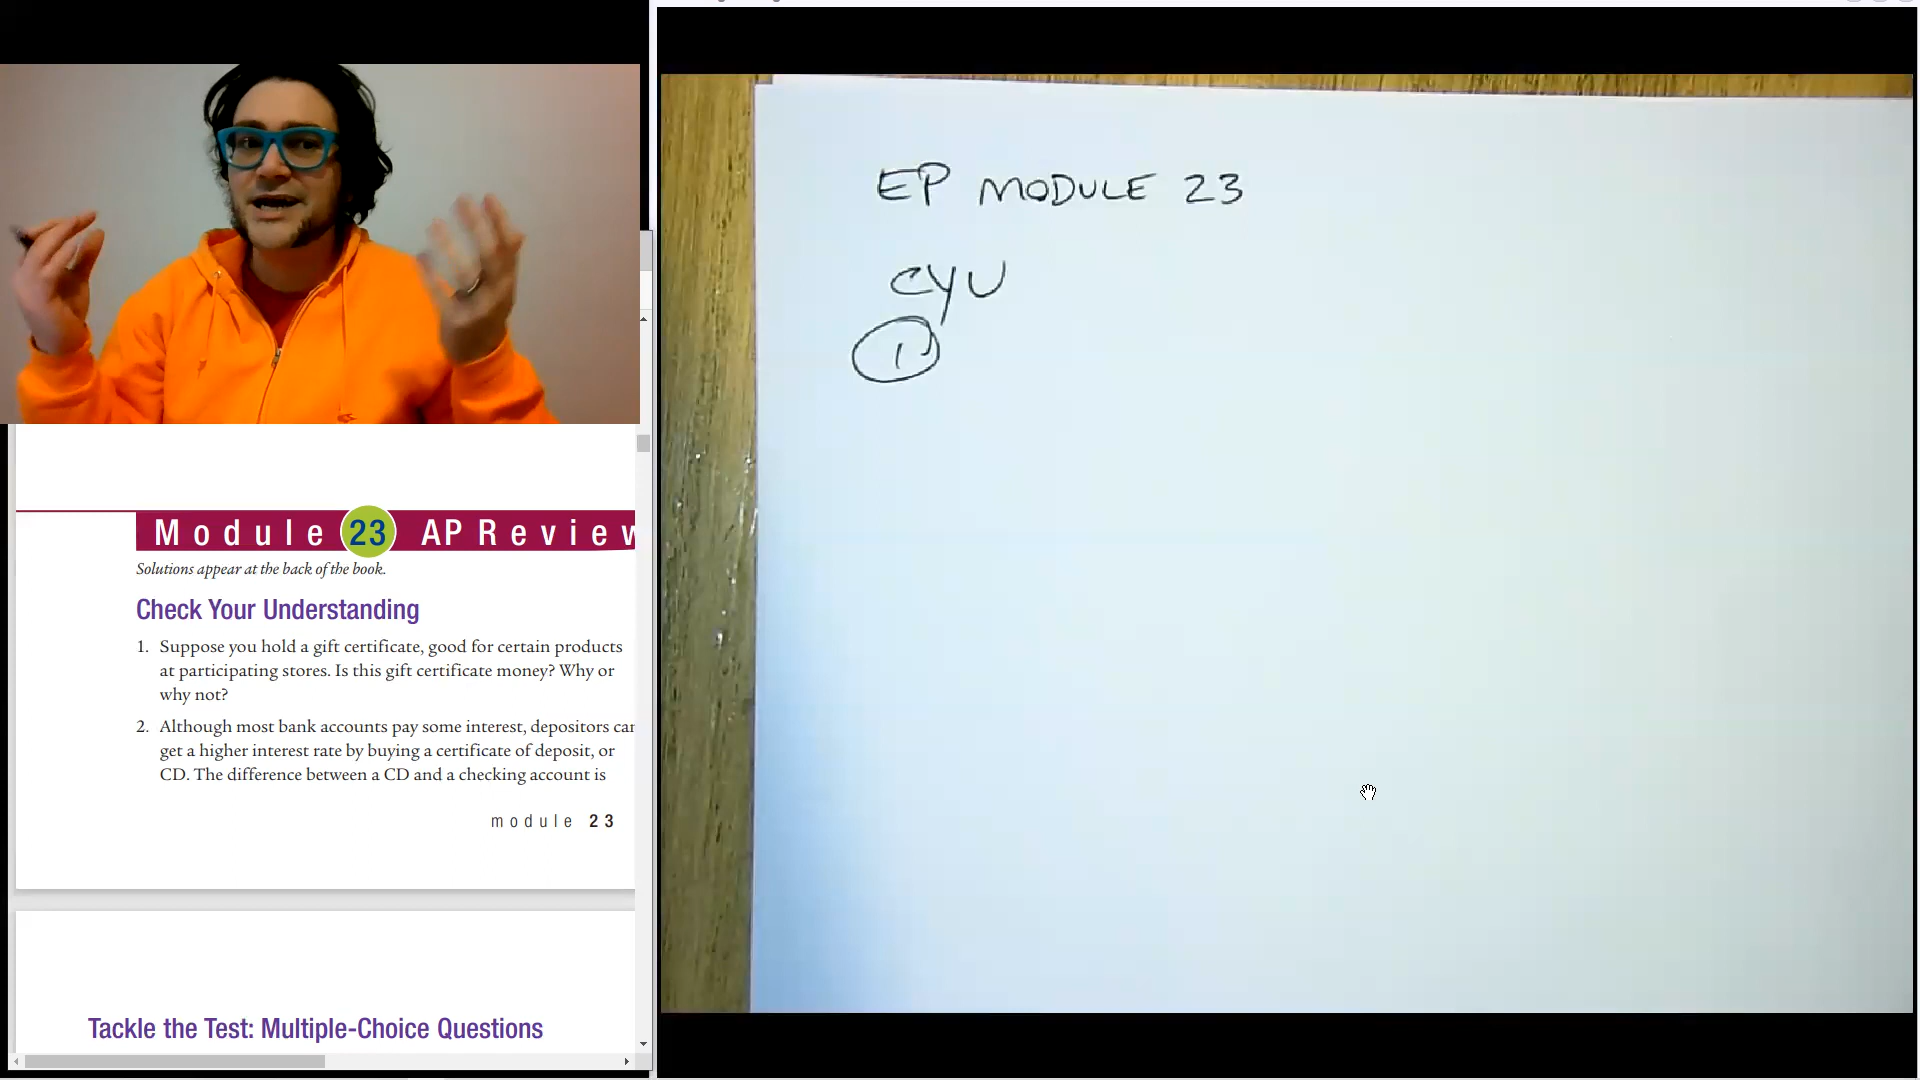 Module 23 AP Review
Solutions appear at the back of the book.
Check Your Understanding
1. Suppose you hold a gift certificate, good for certain products
at participating stores. Is this gift certificate money? Why or
why not?
2. Although most bank accounts pay some interest, depositors can
get a higher interest rate by buying a certificate of deposit, or
CD. The difference between a CD and a checking account is
module 23
Tackle the Test: Multiple-Choice Questions
EP MODULE 23
CYU
1